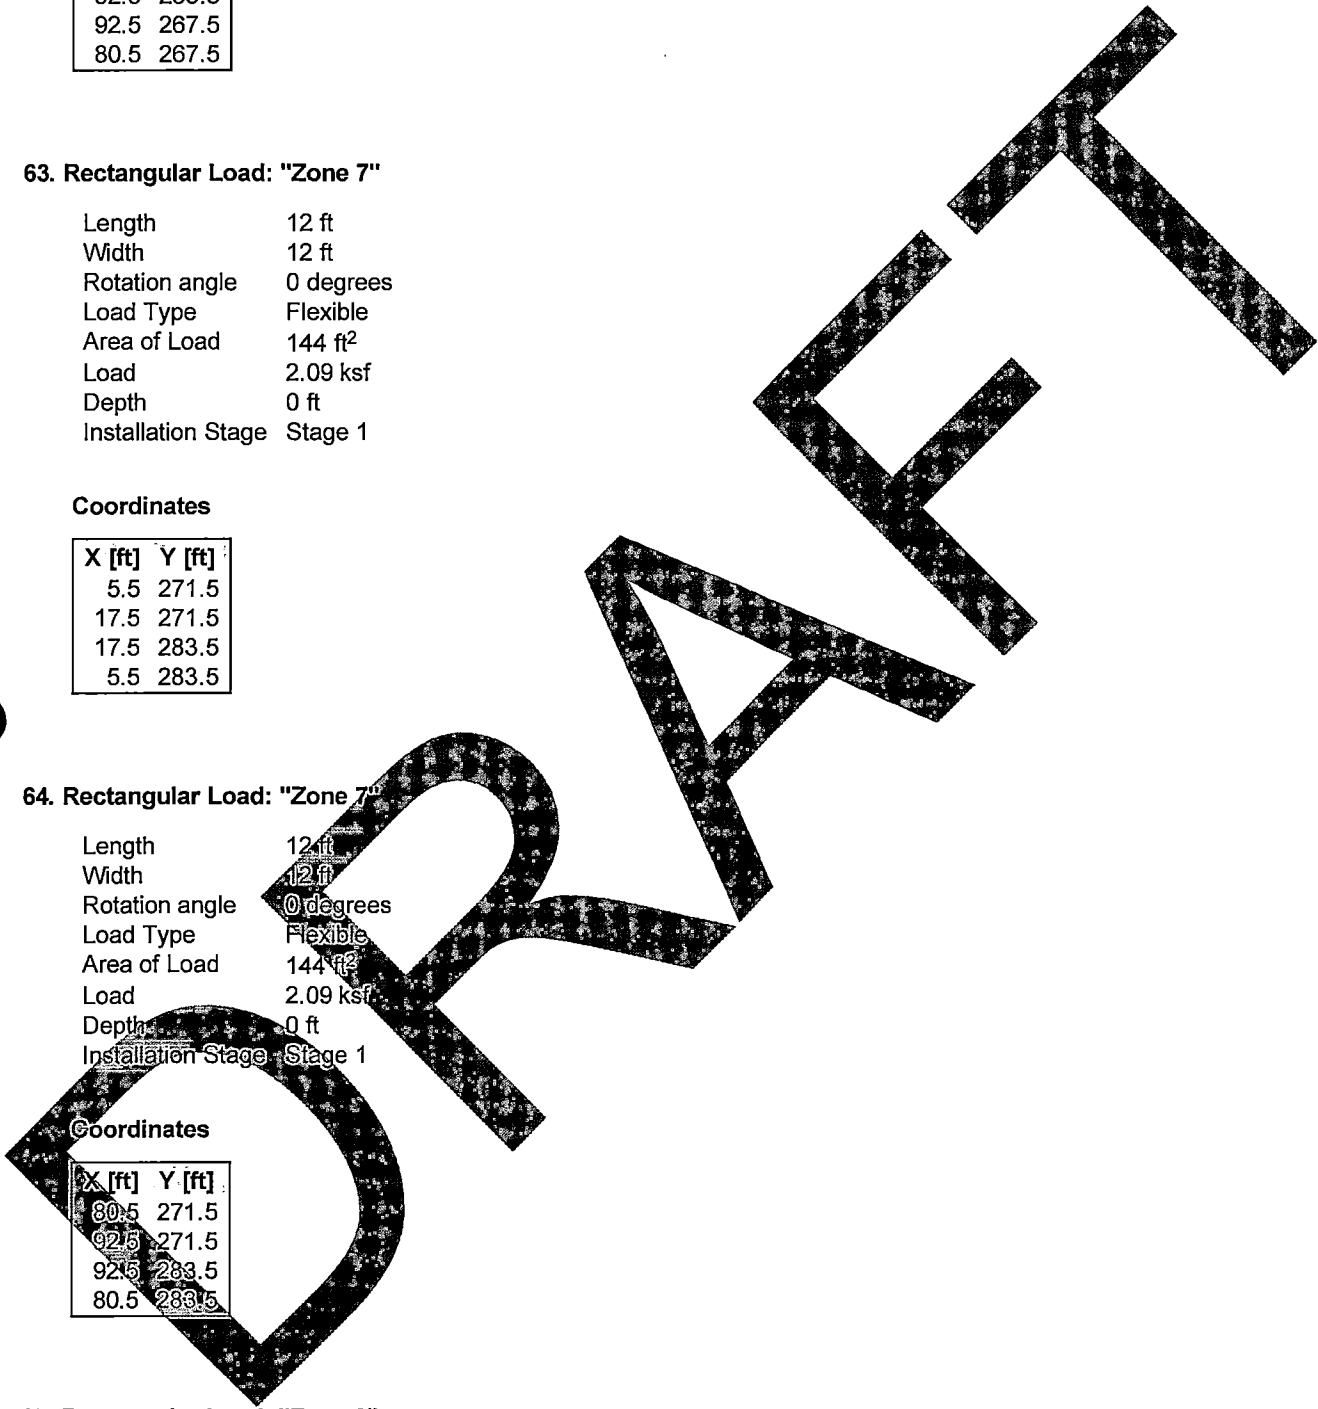 92.5 267.5
80.5 267.5
63. Rectangular Load: "Zone 7"
Length 12 ft
Width 12 ft
Rotation angle 0 degrees
Load Type Flexible
Area of Load 144 ft²
Load 2.09 ksf
Depth 0 ft
Installation Stage Stage 1
Coordinates
X [ft] Y [ft]
5.5 271.5
17.5 271.5
17.5 283.5
5.5 283.5
64. Rectangular Load: "Zone 7"
Length 12 ft
Width 12 ft
Rotation angle 0 degrees
Load Type Flexible
Area of Load 144 ft²
Load 2.09 ksf
Depth 0 ft
Installation Stage Stage 1
Coordinates
X [ft] Y [ft]
80.5 271.5
92.5 271.5
92.5 283.5
80.5 283.5
DRAFT